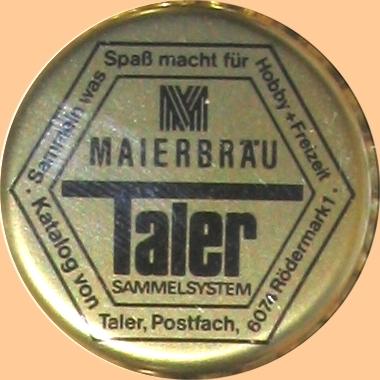 Sammeln was Spaß macht für Hobby+Freizeit ·
M
MAIERBRÄU
Taler
SAMMELSYSTEM
Katalog von Taler, Postfach, 6074 Rödermark 1 ·